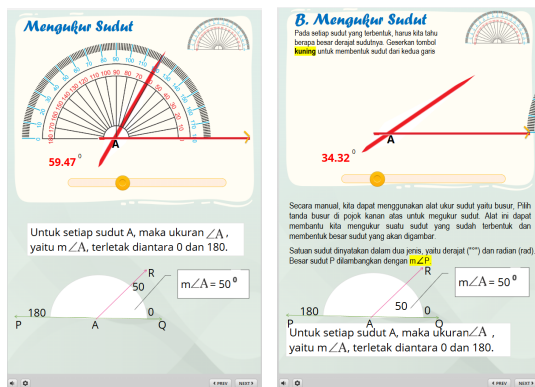 Mengukur Sudut
A
59.47 0
Untuk setiap sudut A, maka ukuran ∠A,
yaitu m∠A, terletak diantara 0 dan 180.
R
50
m∠A = 50 0
180
0
P
A
Q
PREV
NEXT
B. Mengukur Sudut
Pada setiap sudut yang terbentuk, harus kita tahu
berapa besar derajat sudutnya. Geserkan tombol
kuning untuk membentuk sudut dari kedua garis
A
34.32 0
Secara manual, kita dapat menggunakan alat ukur sudut yaitu busur, Pilih
tanda busur di pojok kanan atas untuk megukur sudut. Alat ini dapat
membantu kita mengukur suatu sudut yang sudah terbentuk dan
membentuk besar sudut yang akan digambar.
Satuan sudut dinyatakan dalam dua jenis, yaitu derajat ("°") dan radian (rad).
Besar sudut P dilambangkan dengan m∠P.
R
m∠A = 50 0
50
180
0
P
A
Q
Untuk setiap sudut A, maka ukuran∠A ,
yaitu m∠A, terletak diantara 0 dan 180.
PREV
NEXT